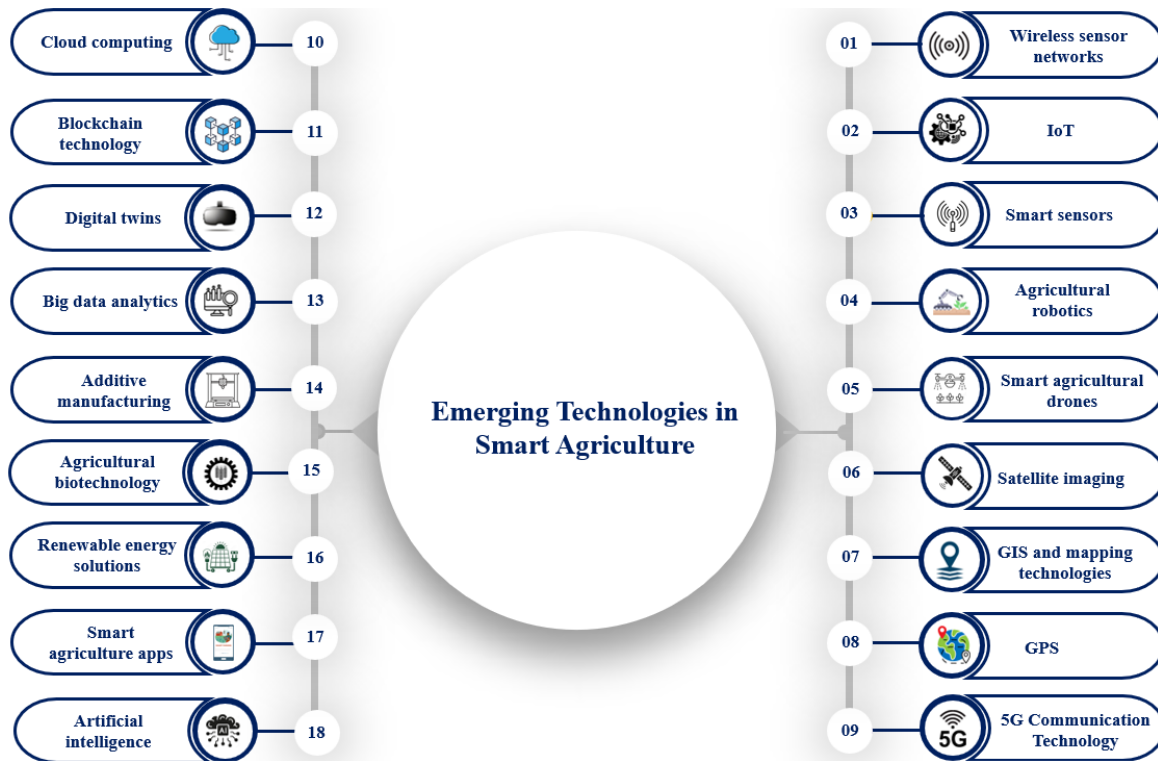 Emerging Technologies in
Smart Agriculture
01
Wireless sensor
networks
02
IoT
03
Smart sensors
04
Agricultural
robotics
05
Smart agricultural
drones
06
Satellite imaging
07
GIS and mapping
technologies
08
GPS
09
5G
5G Communication
Technology
Cloud computing
10
Blockchain
technology
11
Digital twins
12
Big data analytics
13
Additive
manufacturing
14
Agricultural
biotechnology
15
Renewable energy
solutions
16
Smart
agriculture apps
17
Artificial
intelligence
AI
18